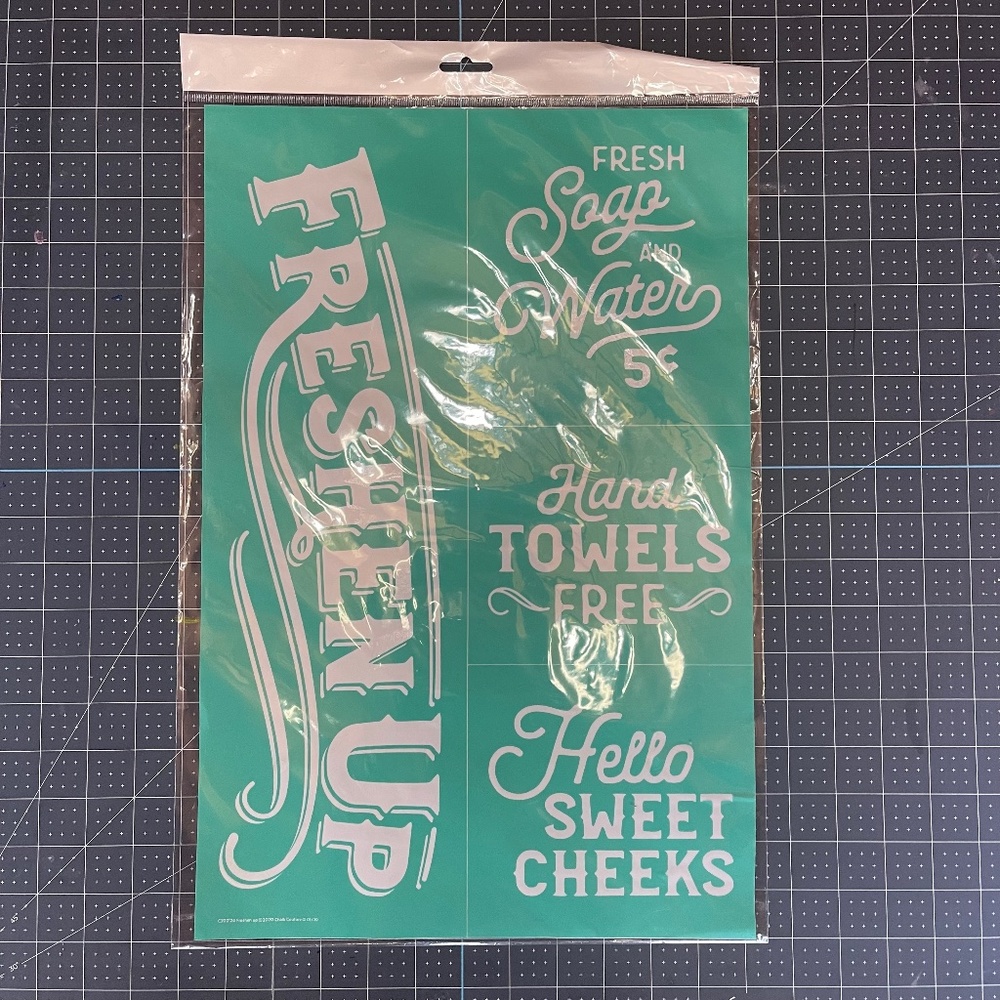 FRESHEN UP
FRESH
Soap
AND
Water
5¢
Hand
TOWELS
FREE
Hello
SWEET
CHEEKS